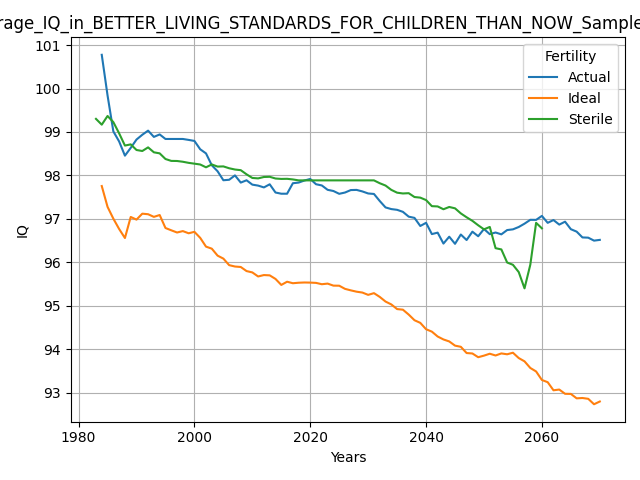 rage_IQ_in_BETTER_LIVING_STANDARDS_FOR_CHILDREN_THAN_NOW_Sample
Fertility
Actual
Ideal
Sterile
101
100
99
98
97
96
95
94
93
IQ
1980 2000 2020 2040 2060
Years